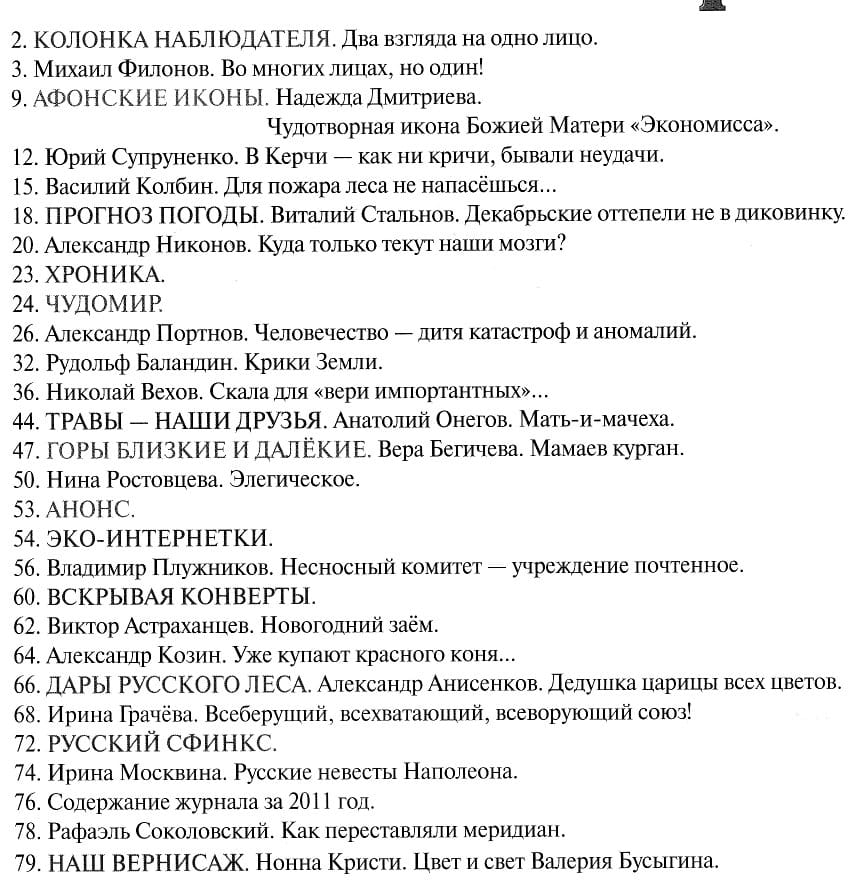 2. КОЛОНКА НАБЛЮДАТЕЛЯ. Два взгляда на одно лицо.
3. Михаил Филонов. Во многих лицах, но один!
9. АФОНСКИЕ ИКОНЫ. Надежда Дмитриева.
Чудотворная икона Божией Матери «Экономисса».
12. Юрий Супруненко. В Керчи — как ни кричи, бывали неудачи.
15. Василий Колбин. Для пожара леса не напасёшься...
18. ПРОГНОЗ ПОГОДЫ. Виталий Стальнов. Декабрьские оттепели не в диковинку.
20. Александр Никонов. Куда только текут наши мозги?
23. ХРОНИКА.
24. ЧУДОМИР.
26. Александр Портнов. Человечество — дитя катастроф и аномалий.
32. Рудольф Баландин. Крики Земли.
36. Николай Вехов. Скала для «вери импортантных»...
44. ТРАВЫ — НАШИ ДРУЗЬЯ. Анатолий Онегов. Мать-и-мачеха.
47. ГОРЫ БЛИЗКИЕ И ДАЛЁКИЕ. Вера Бегичева. Мамаев курган.
50. Нина Ростовцева. Элегическое.
53. АНОНС.
54. ЭКО-ИНТЕРНЕТКИ.
56. Владимир Плужников. Несносный комитет — учреждение почтенное.
60. ВСКРЫВАЯ КОНВЕРТЫ.
62. Виктор Астраханцев. Новогодний заём.
64. Александр Козин. Уже купают красного коня...
66. ДАРЫ РУССКОГО ЛЕСА. Александр Анисенков. Дедушка царицы всех цветов.
68. Ирина Грачёва. Всеберущий, всехватающий, всеворующий союз!
72. РУССКИЙ СФИНКС.
74. Ирина Москвина. Русские невесты Наполеона.
76. Содержание журнала за 2011 год.
78. Рафаэль Соколовский. Как переставляли меридиан.
79. НАШ ВЕРНИСАЖ. Нонна Кристи. Цвет и свет Валерия Бусыгина.